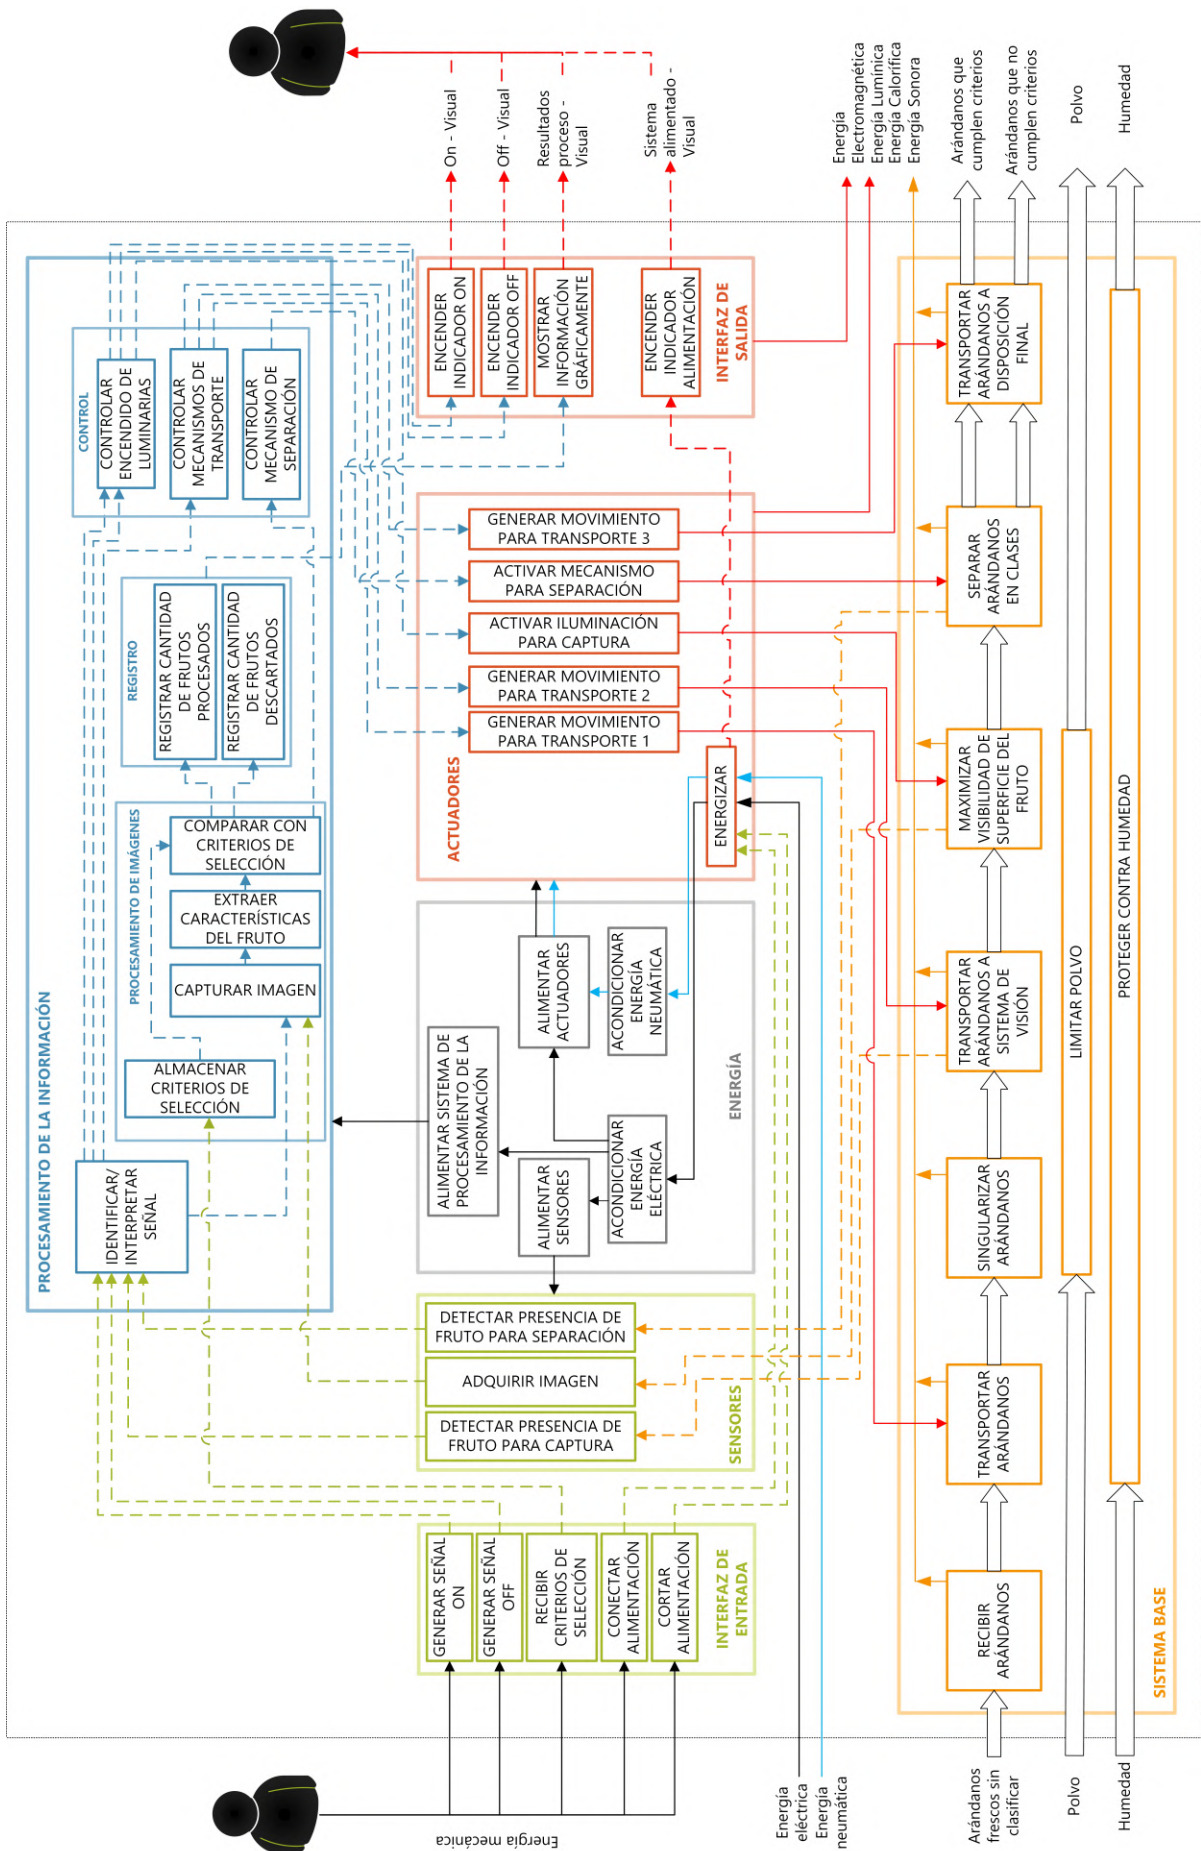 Energía mecánica
Energía
eléctrica
Energía
neumática
Arándanos
frescos sin
clasificar
Polvo
Humedad
GENERAR SEÑAL
ON
GENERAR SEÑAL
OFF
RECIBIR
CRITERIOS DE
SELECCIÓN
CONECTAR
ALIMENTACIÓN
CORTAR
ALIMENTACIÓN
INTERFAZ DE
ENTRADA
DETECTAR PRESENCIA DE
FRUTO PARA SEPARACIÓN
ADQUIRIR IMAGEN
DETECTAR PRESENCIA DE
FRUTO PARA CAPTURA
SENSORES
PROCESAMIENTO DE LA INFORMACIÓN
IDENTIFICAR/
INTERPRETAR
SEÑAL
PROCESAMIENTO DE IMÁGENES
ALMACENAR
CRITERIOS DE
SELECCIÓN
CAPTURAR IMAGEN
EXTRAER
CARACTERÍSTICAS
DEL FRUTO
COMPARAR CON
CRITERIOS DE
SELECCIÓN
REGISTRO
REGISTRAR CANTIDAD
DE FRUTOS
PROCESADOS
REGISTRAR CANTIDAD
DE FRUTOS
DESCARTADOS
CONTROL
CONTROLAR
ENCENDIDO DE
LUMINARIAS
CONTROLAR
MECANISMOS DE
TRANSPORTE
CONTROLAR
MECANISMO DE
SEPARACIÓN
ALIMENTAR SISTEMA DE
PROCESAMIENTO DE LA
INFORMACIÓN
ALIMENTAR
SENSORES
ALIMENTAR
ACTUADORES
ACONDICIONAR
ENERGÍA
ELÉCTRICA
ACONDICIONAR
ENERGÍA
NEUMÁTICA
ENERGÍA
ACTUADORES
GENERAR MOVIMIENTO
PARA TRANSPORTE 3
ACTIVAR MECANISMO
PARA SEPARACIÓN
ACTIVAR ILUMINACIÓN
PARA CAPTURA
GENERAR MOVIMIENTO
PARA TRANSPORTE 2
GENERAR MOVIMIENTO
PARA TRANSPORTE 1
ENERGIZAR
ENCENDER
INDICADOR ON
ENCENDER
INDICADOR OFF
MOSTRAR
INFORMACIÓN
GRÁFICAMENTE
ENCENDER
INDICADOR
ALIMENTACIÓN
INTERFAZ DE
SALIDA
On - Visual
Off - Visual
Resultados
proceso -
Visual
Sistema
alimentado -
Visual
Energía
Electromagnética
Energía Lumínica
Energía Calorífica
Energía Sonora
RECIBIR
ARÁNDANOS
TRANSPORTAR
ARÁNDANOS
SINGULARIZAR
ARÁNDANOS
TRANSPORTAR
ARÁNDANOS A
SISTEMA DE
VISIÓN
MAXIMIZAR
VISIBILIDAD DE
SUPERFICIE DEL
FRUTO
SEPARAR
ARÁNDANOS
EN CLASES
TRANSPORTAR
ARÁNDANOS A
DISPOSICIÓN
FINAL
LIMITAR POLVO
PROTEGER CONTRA HUMEDAD
SISTEMA BASE
Arándanos que
cumplen criterios
Arándanos que no
cumplen criterios
Polvo
Humedad